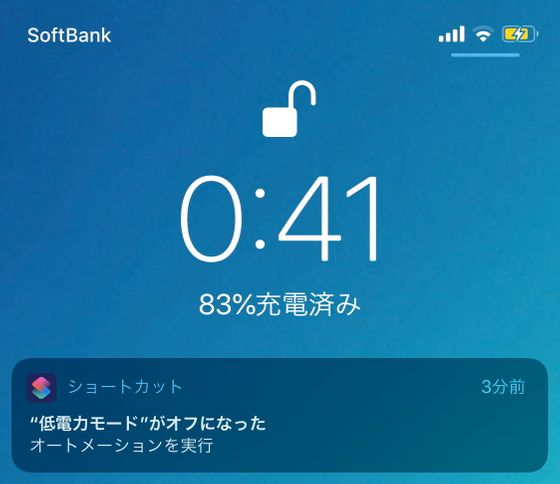 SoftBank
0:41
83%充電済み
ショートカット 3分前
“低電力モード”がオフになった
オートメーションを実行